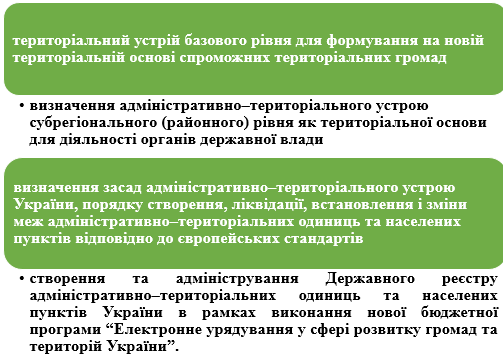 територіальний устрій базового рівня для формування на новій
територіальній основі спроможних територіальних громад
• визначення адміністративно–територіального устрою
субрегіонального (районного) рівня як територіальної основи
для діяльності органів державної влади
визначення засад адміністративно–територіального устрою
України, порядку створення, ліквідації, встановлення і зміни
меж адміністративно–територіальних одиниць та населених
пунктів відповідно до європейських стандартів
• створення та адміністрування Державного реєстру
адміністративно–територіальних одиниць та населених
пунктів України в рамках виконання нової бюджетної
програми “Електронне урядування у сфері розвитку громад та
територій України”.